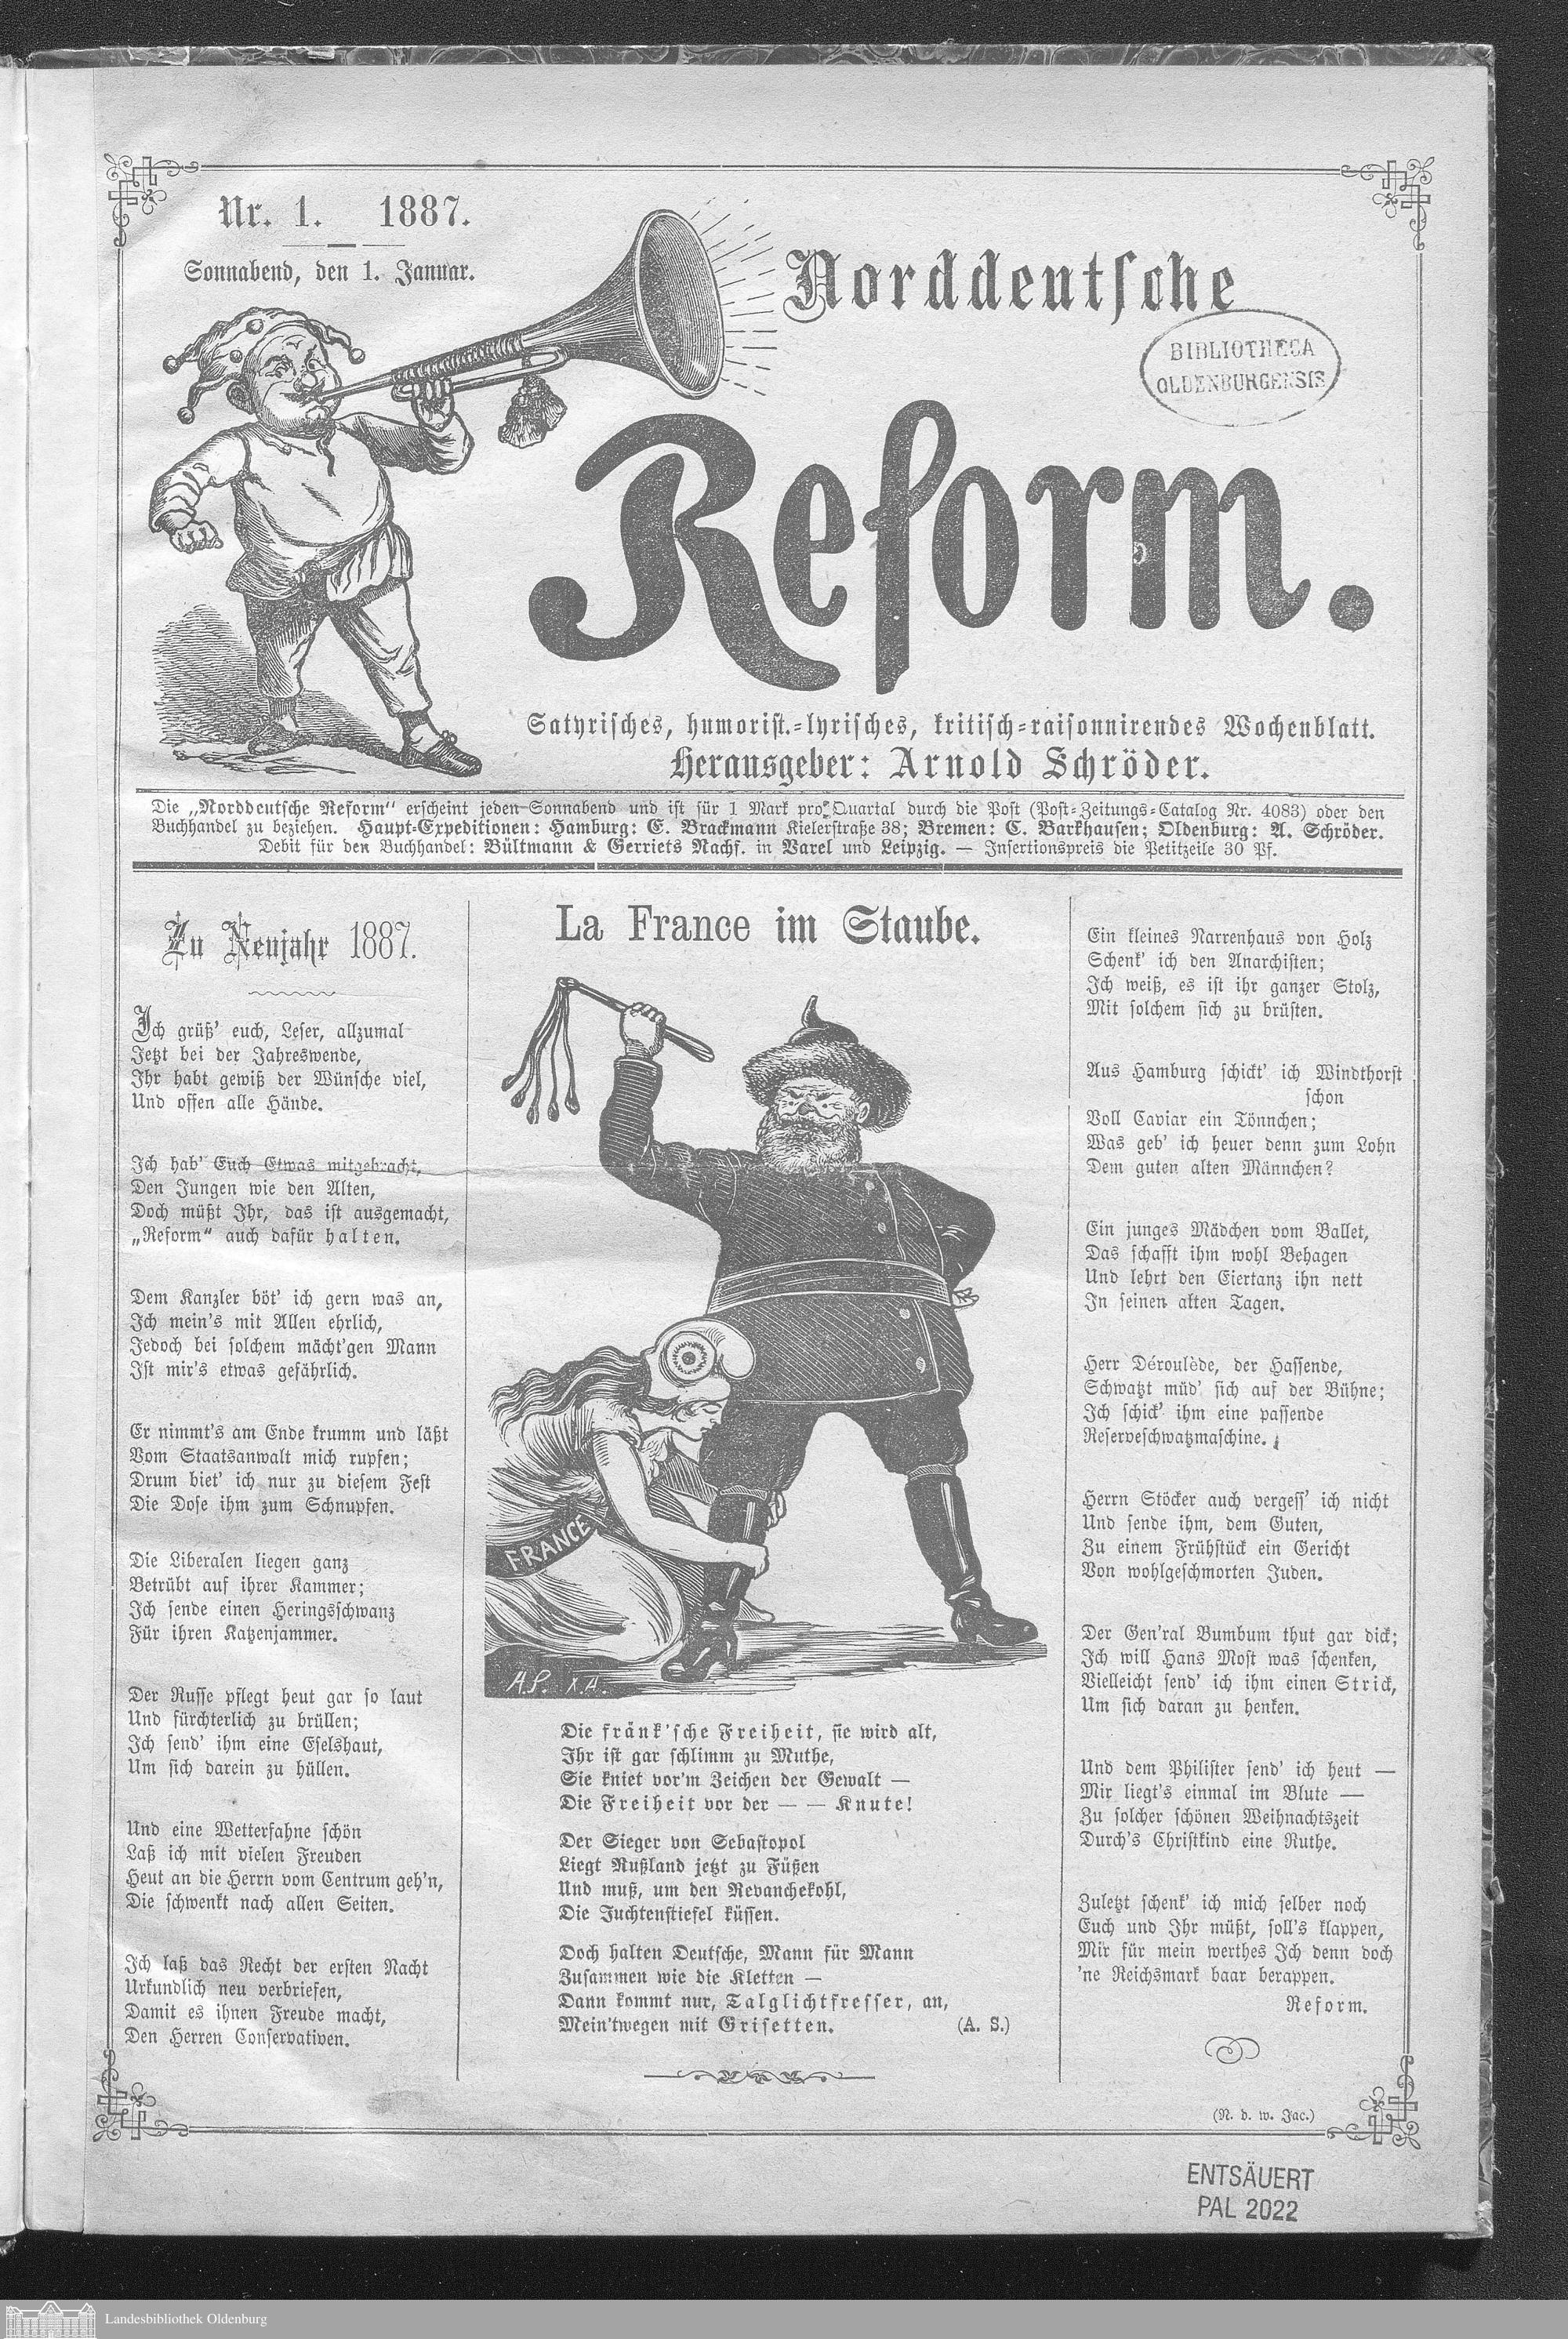 Nr. 1. 1887.
Sonnabend, den 1. Januar.
Norddeutsche
BIBLIOTHECA
OLDENBURGENSIS
Reform.
Satyrisches, humorist.-lyrisches, kritisch-raisonnirendes Wochenblatt.
Herausgeber: Arnold Schröder.
Die „Norddeutsche Reform“ erscheint jeden Sonnabend und ist für 1 Mark pro Quartal durch die Post (Post-Zeitungs-Catalog Nr. 4083) oder den
Buchhandel zu beziehen. Haupt-Expeditionen: Hamburg: E. Brackmann Kielerstraße 38; Bremen: C. Barkhausen; Oldenburg: A. Schröder.
Debit für den Buchhandel: Bültmann & Gerriets Nachf. in Varel und Leipzig. — Insertionspreis die Petitzeile 30 Pf.
Zu Neujahr 1887.
Ich grüß' euch, Leser, allzumal
Jetzt bei der Jahreswende,
Ihr habt gewiß der Wünsche viel,
Und offen alle Hände.
Ich hab' Euch Etwas mitgebracht,
Den Jungen wie den Alten,
Doch müßt Ihr, das ist ausgemacht,
„Reform“ auch dafür halten.
Dem Kanzler böt' ich gern was an,
Ich mein's mit Allen ehrlich,
Jedoch bei solchem mächt'gen Mann
Ist mir's etwas gefährlich.
Er nimmt's am Ende krumm und läßt
Vom Staatsanwalt mich rupfen;
Drum biet' ich nur zu diesem Fest
Die Dose ihm zum Schnupfen.
Die Liberalen liegen ganz
Betrübt auf ihrer Kammer;
Ich sende einen Heringsschwanz
Für ihren Katzenjammer.
Der Russe pflegt heut gar so laut
Und fürchterlich zu brüllen;
Ich send' ihm eine Eselshaut,
Um sich darein zu hüllen.
Und eine Wetterfahne schön
Laß ich mit vielen Freuden
Heut an die Herrn vom Centrum geh'n,
Die schwenkt nach allen Seiten.
Ich laß das Recht der ersten Nacht
Urkundlich neu verbriefen,
Damit es ihnen Freude macht,
Den Herren Conservativen.
La France im Staube.
FRANCE
A.P. X.A.
Die fränk'sche Freiheit, sie wird alt,
Ihr ist gar schlimm zu Muthe,
Sie kniet vor'm Zeichen der Gewalt —
Die Freiheit vor der — — Knute!
Der Sieger von Sebastopol
Liegt Rußland jetzt zu Füßen
Und muß, um den Revanchekohl,
Die Juchtenstiefel küssen.
Doch halten Deutsche, Mann für Mann
Zusammen wie die Kletten —
Dann kommt nur, Talglichtfresser, an,
Mein'twegen mit Grisetten. (A. S.)
Ein kleines Narrenhaus von Holz
Schenk' ich den Anarchisten;
Ich weiß, es ist ihr ganzer Stolz,
Mit solchem sich zu brüsten.
Aus Hamburg schickt' ich Windthorst
schon
Voll Caviar ein Tönnchen;
Was geb' ich heuer denn zum Lohn
Dem guten alten Männchen?
Ein junges Mädchen vom Ballet,
Das schafft ihm wohl Behagen
Und lehrt den Eiertanz ihn nett
In seinen alten Tagen.
Herr Déroulède, der Hassende,
Schwatzt müd' sich auf der Bühne;
Ich schick' ihm eine passende
Reserveschwatzmaschine.
Herrn Stöcker auch vergess' ich nicht
Und sende ihm, dem Guten,
Zu einem Frühstück ein Gericht
Von wohlgeschmorten Juden.
Der Gen'ral Bumbum thut gar dick;
Ich will Hans Most was schenken,
Vielleicht send' ich ihm einen Strick,
Um sich daran zu henken.
Und dem Philister send' ich heut —
Mir liegt's einmal im Blute —
Zu solcher schönen Weihnachtszeit
Durch's Christkind eine Ruthe.
Zuletzt schenk' ich mich selber noch
Euch und Ihr müßt, soll's klappen,
Mir für mein werthes Ich denn doch
'ne Reichsmark baar berappen.
Reform.
(N. d. w. Jac.)
ENTSÄUERT
PAL 2022
Landesbibliothek Oldenburg